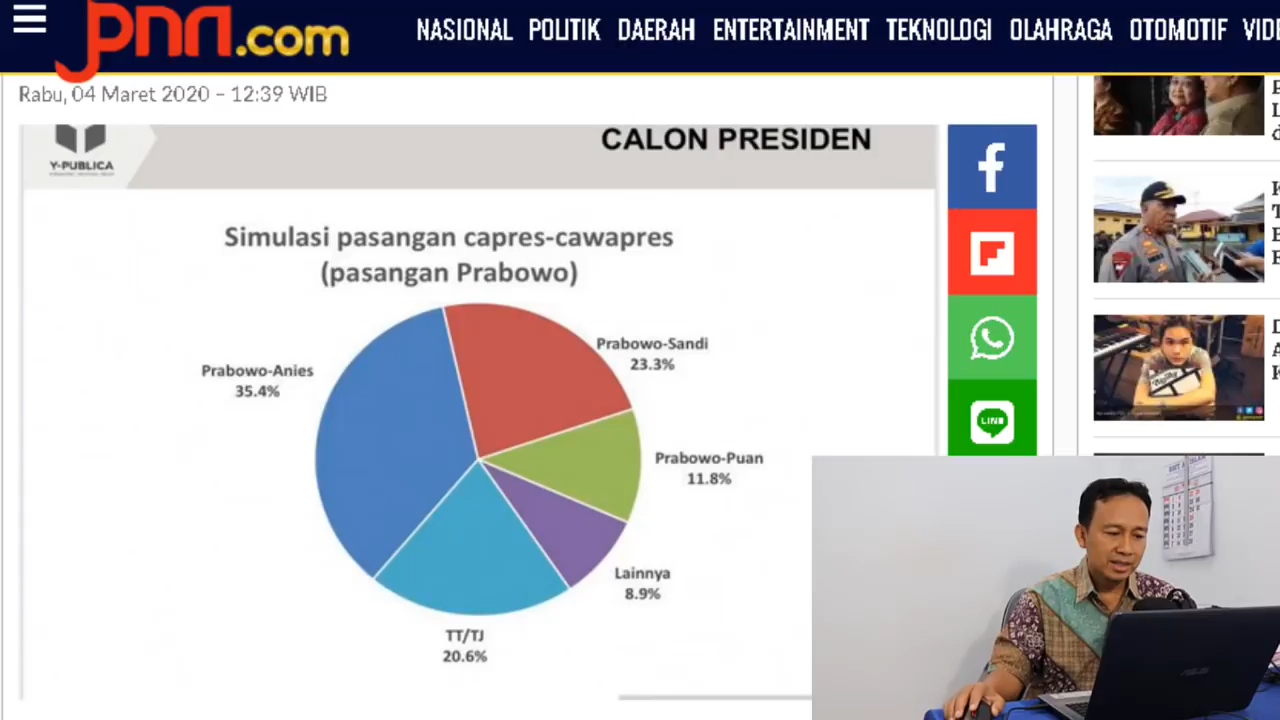 jpnn.com
NASIONAL POLITIK DAERAH ENTERTAINMENT TEKNOLOGI OLAHRAGA OTOMOTIF
Rabu, 04 Maret 2020 – 12:39 WIB
Y-PUBLICA
CALON PRESIDEN
Simulasi pasangan capres-cawapres
(pasangan Prabowo)
Prabowo-Sandi
23.3%
Prabowo-Anies
35.4%
Prabowo-Puan
11.8%
Lainnya
8.9%
TT/TJ
20.6%
LINE
ASUS